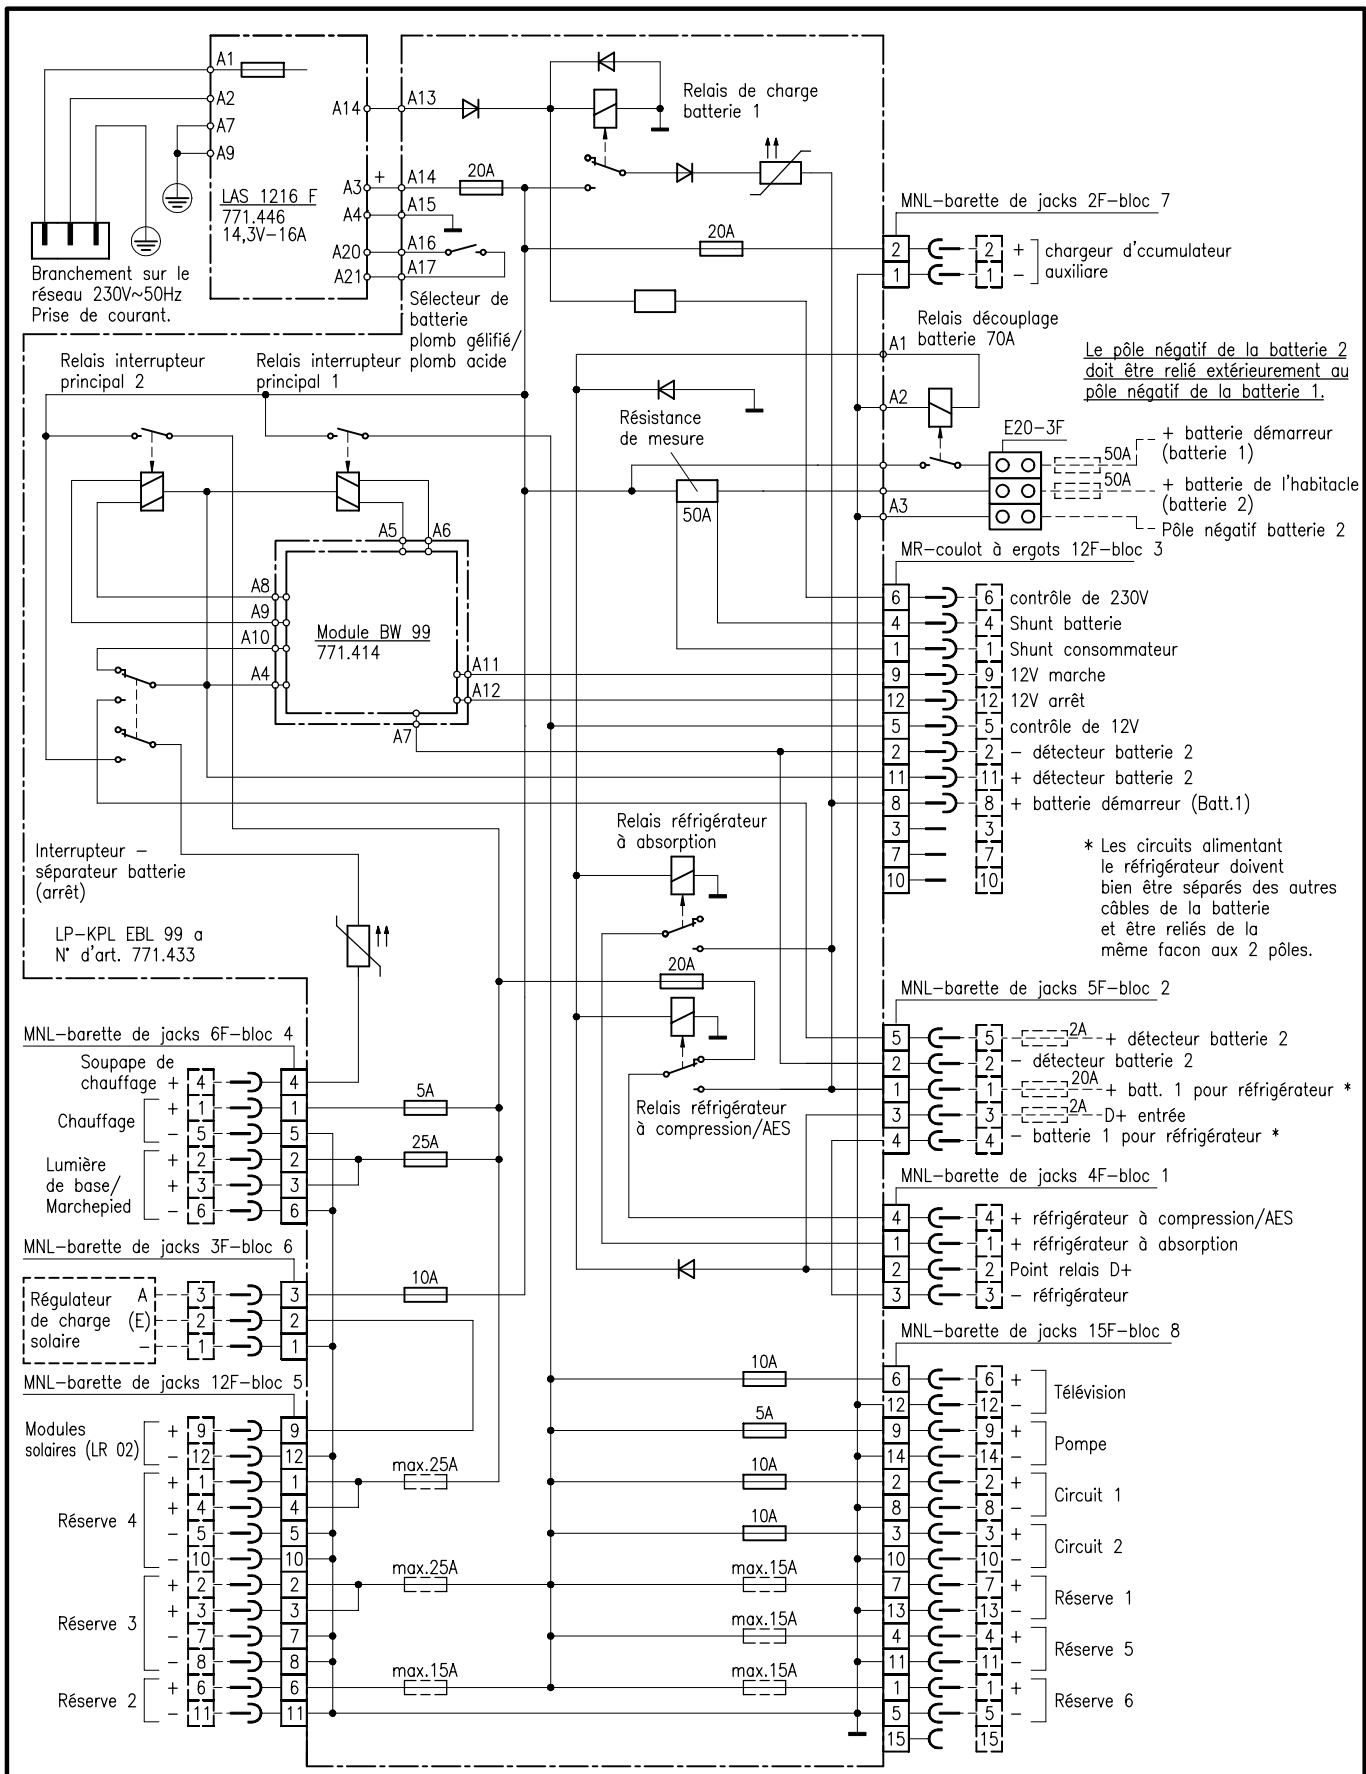 A1
A2
A7
A9
A14
A13
A3
+
A14
20A
A4
A15
A20
A16
A21
A17
LAS 1216 F
771.446
14,3V-16A
Branchement sur le
réseau 230V~50Hz
Prise de courant.
Relais de charge
batterie 1
Sélecteur de
batterie
plomb gélifié/
plomb acide
20A
MNL-barette de jacks 2F-bloc 7
2 2 + chargeur d'ccumulateur
1 1 - auxiliare
Relais découplage
batterie 70A
A1
A2
Le pôle négatif de la batterie 2
doit être relié extérieurement au
pôle négatif de la batterie 1.
Relais interrupteur
principal 2
Relais interrupteur
principal 1
Résistance
de mesure
50A
E20-3F
50A
+ batterie démarreur
(batterie 1)
50A
+ batterie de l'habitacle
(batterie 2)
A3
Pôle négatif batterie 2
A5
A6
A8
A9
A10
A4
Module BW 99
771.414
A11
A12
A7
MR-coulot à ergots 12F-bloc 3
6 6 contrôle de 230V
4 4 Shunt batterie
1 1 Shunt consommateur
9 9 12V marche
12 12 12V arrêt
5 5 contrôle de 12V
2 2 - détecteur batterie 2
11 11 + détecteur batterie 2
8 8 + batterie démarreur (Batt.1)
3 3
7 7
10 10
* Les circuits alimentant
le réfrigérateur doivent
bien être séparés des autres
câbles de la batterie
et être reliés de la
même facon aux 2 pôles.
Interrupteur -
séparateur batterie
(arrêt)
LP-KPL EBL 99 a
N° d'art. 771.433
Relais réfrigérateur
à absorption
20A
Relais réfrigérateur
à compression/AES
MNL-barette de jacks 5F-bloc 2
5 5 2A + détecteur batterie 2
2 2 - détecteur batterie 2
1 1 20A + batt. 1 pour réfrigérateur *
3 3 2A D+ entrée
4 4 - batterie 1 pour réfrigérateur *
MNL-barette de jacks 4F-bloc 1
4 4 + réfrigérateur à compression/AES
1 1 + réfrigérateur à absorption
2 2 Point relais D+
3 3 - réfrigérateur
MNL-barette de jacks 6F-bloc 4
Soupape de
chauffage + 4 4
Chauffage
+ 1 1 5A
- 5 5
Lumière
de base/
Marchepied
+ 2 2 25A
+ 3 3
- 6 6
MNL-barette de jacks 3F-bloc 6
Régulateur
de charge
solaire
A 3 3 10A
(E) 2 2
- 1 1
MNL-barette de jacks 12F-bloc 5
Modules
solaires (LR 02)
+ 9 9
- 12 12
Réserve 4
+ 1 1 max.25A
+ 4 4
- 5 5
- 10 10
Réserve 3
+ 2 2 max.25A
+ 3 3
- 7 7
- 8 8
Réserve 2
+ 6 6 max.15A
- 11 11
MNL-barette de jacks 15F-bloc 8
10A 6 6 +
12 12 -
Télévision
5A 9 9 +
14 14 -
Pompe
10A 2 2 +
8 8 -
Circuit 1
10A 3 3 +
10 10 -
Circuit 2
max.15A 7 7 +
13 13 -
Réserve 1
max.15A 4 4 +
11 11 -
Réserve 5
max.15A 1 1 +
5 5 -
Réserve 6
15 15